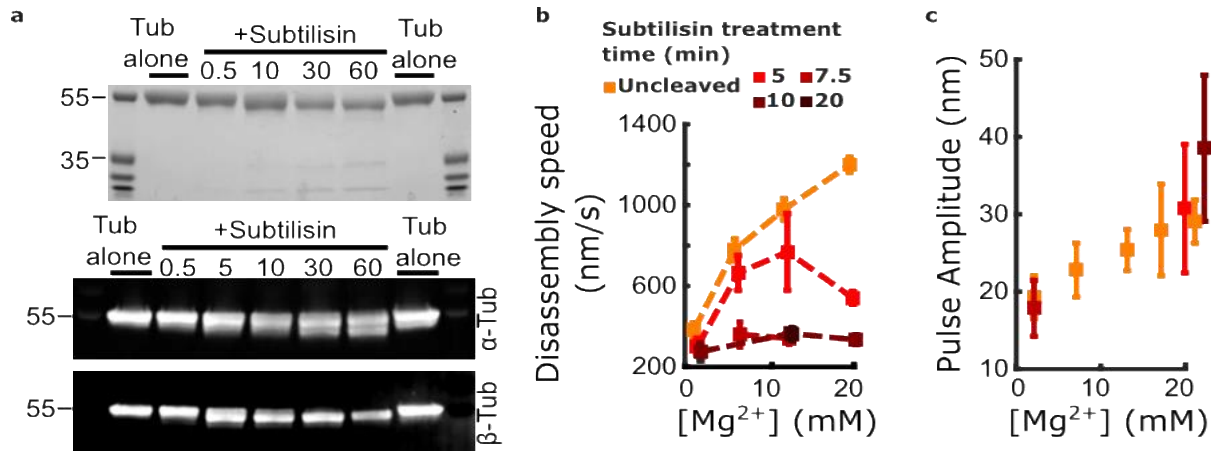 a
Tub
alone
+Subtilisin
Tub
alone
0.5 10 30 60
55
35
Tub
alone
+Subtilisin
Tub
alone
0.5 5 10 30 60
55
α-Tub
55
β-Tub
b
Subtilisin treatment
time (min)
Uncleaved
5 7.5
10 20
Disassembly speed
(nm/s)
1400
1000
600
200
0 10 20
[Mg²⁺] (mM)
c
Pulse Amplitude (nm)
50
40
30
20
10
0 10 20
[Mg²⁺] (mM)